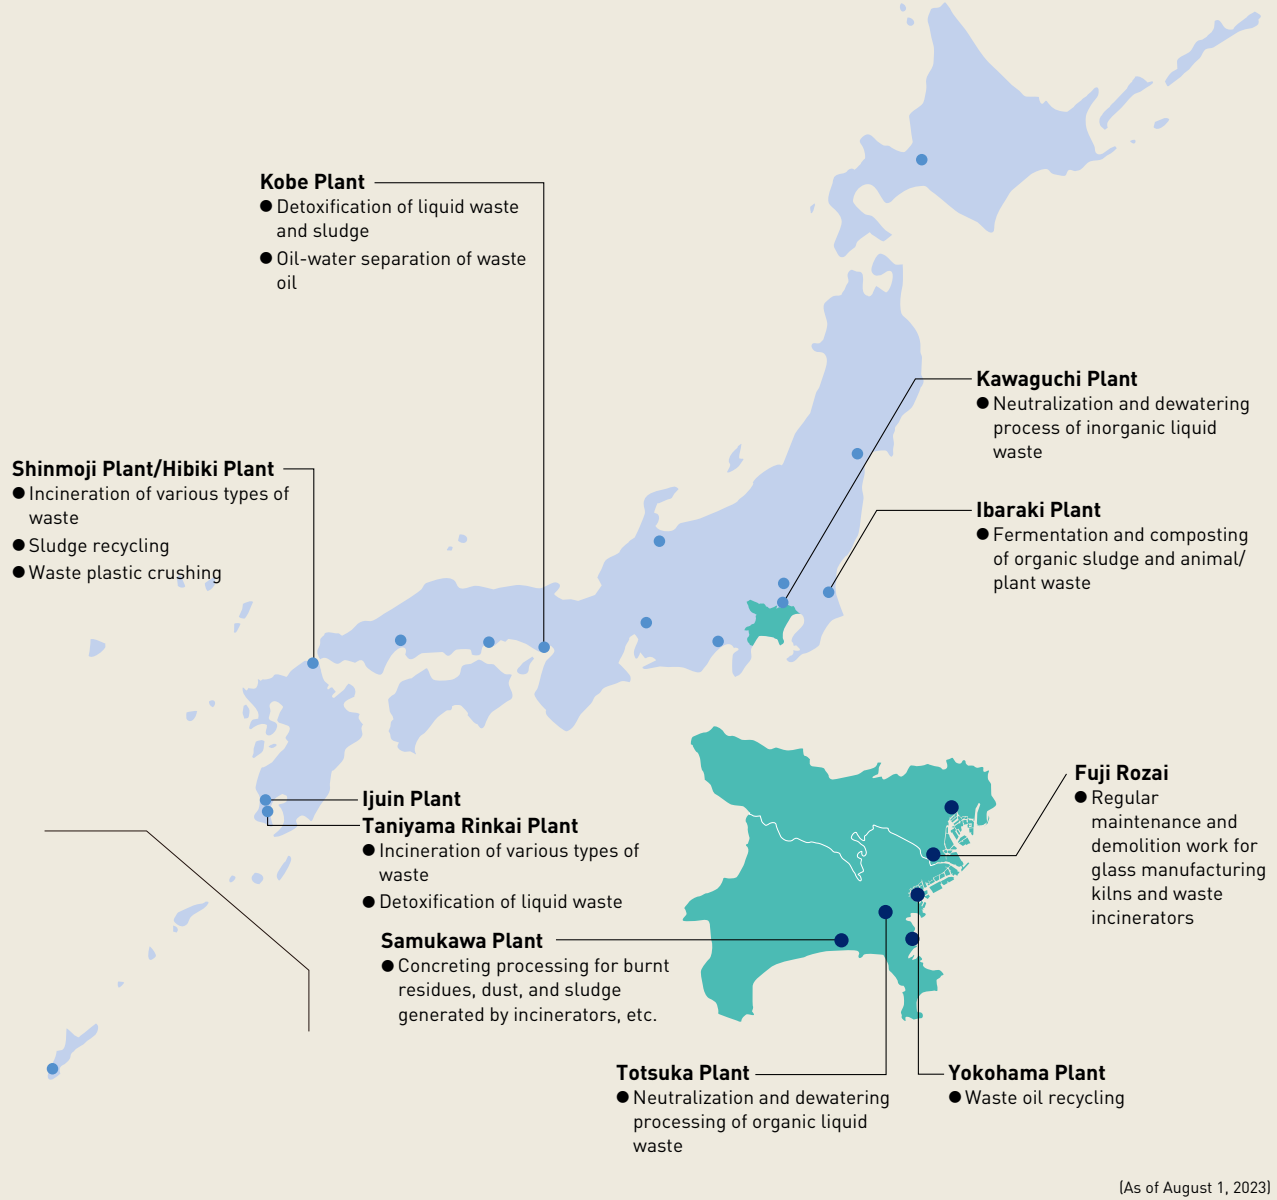 Kobe Plant
● Detoxification of liquid waste
and sludge
● Oil-water separation of waste
oil
Kawaguchi Plant
● Neutralization and dewatering
process of inorganic liquid
waste
Shinmoji Plant/Hibiki Plant
● Incineration of various types of
waste
● Sludge recycling
● Waste plastic crushing
Ibaraki Plant
● Fermentation and composting
of organic sludge and animal/
plant waste
Ijuin Plant
Taniyama Rinkai Plant
● Incineration of various types of
waste
● Detoxification of liquid waste
Fuji Rozai
● Regular
maintenance and
demolition work for
glass manufacturing
kilns and waste
incinerators
Samukawa Plant
● Concreting processing for burnt
residues, dust, and sludge
generated by incinerators, etc.
Totsuka Plant
● Neutralization and dewatering
processing of organic liquid
waste
Yokohama Plant
● Waste oil recycling
(As of August 1, 2023)